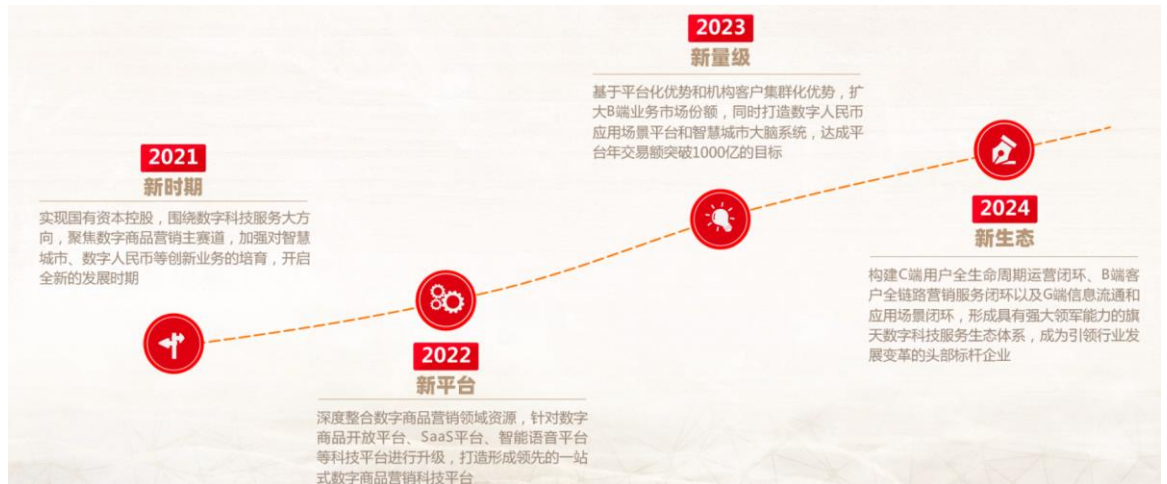 2021
新时期
实现国有资本控股，围绕数字科技服务大方
向，聚焦数字商品营销主赛道，加强对智慧
城市、数字人民币等创新业务的培育，开启
全新的发展时期
2022
新平台
深度整合数字商品营销领域资源，针对数字
商品开放平台、SaaS平台、智能语音平台
等科技平台进行升级，打造形成领先的一站
式数字商品营销科技平台
2023
新量级
基于平台化优势和机构客户集群化优势，扩
大B端业务市场份额，同时打造数字人民币
应用场景平台和智慧城市大脑系统，达成平
台年交易额突破1000亿的目标
2024
新生态
构建C端用户全生命周期运营闭环、B端客
户全链路营销服务闭环以及G端信息流通和
应用场景闭环，形成具有强大领军能力的旗
天数字科技服务生态体系，成为引领行业发
展变革的头部标杆企业